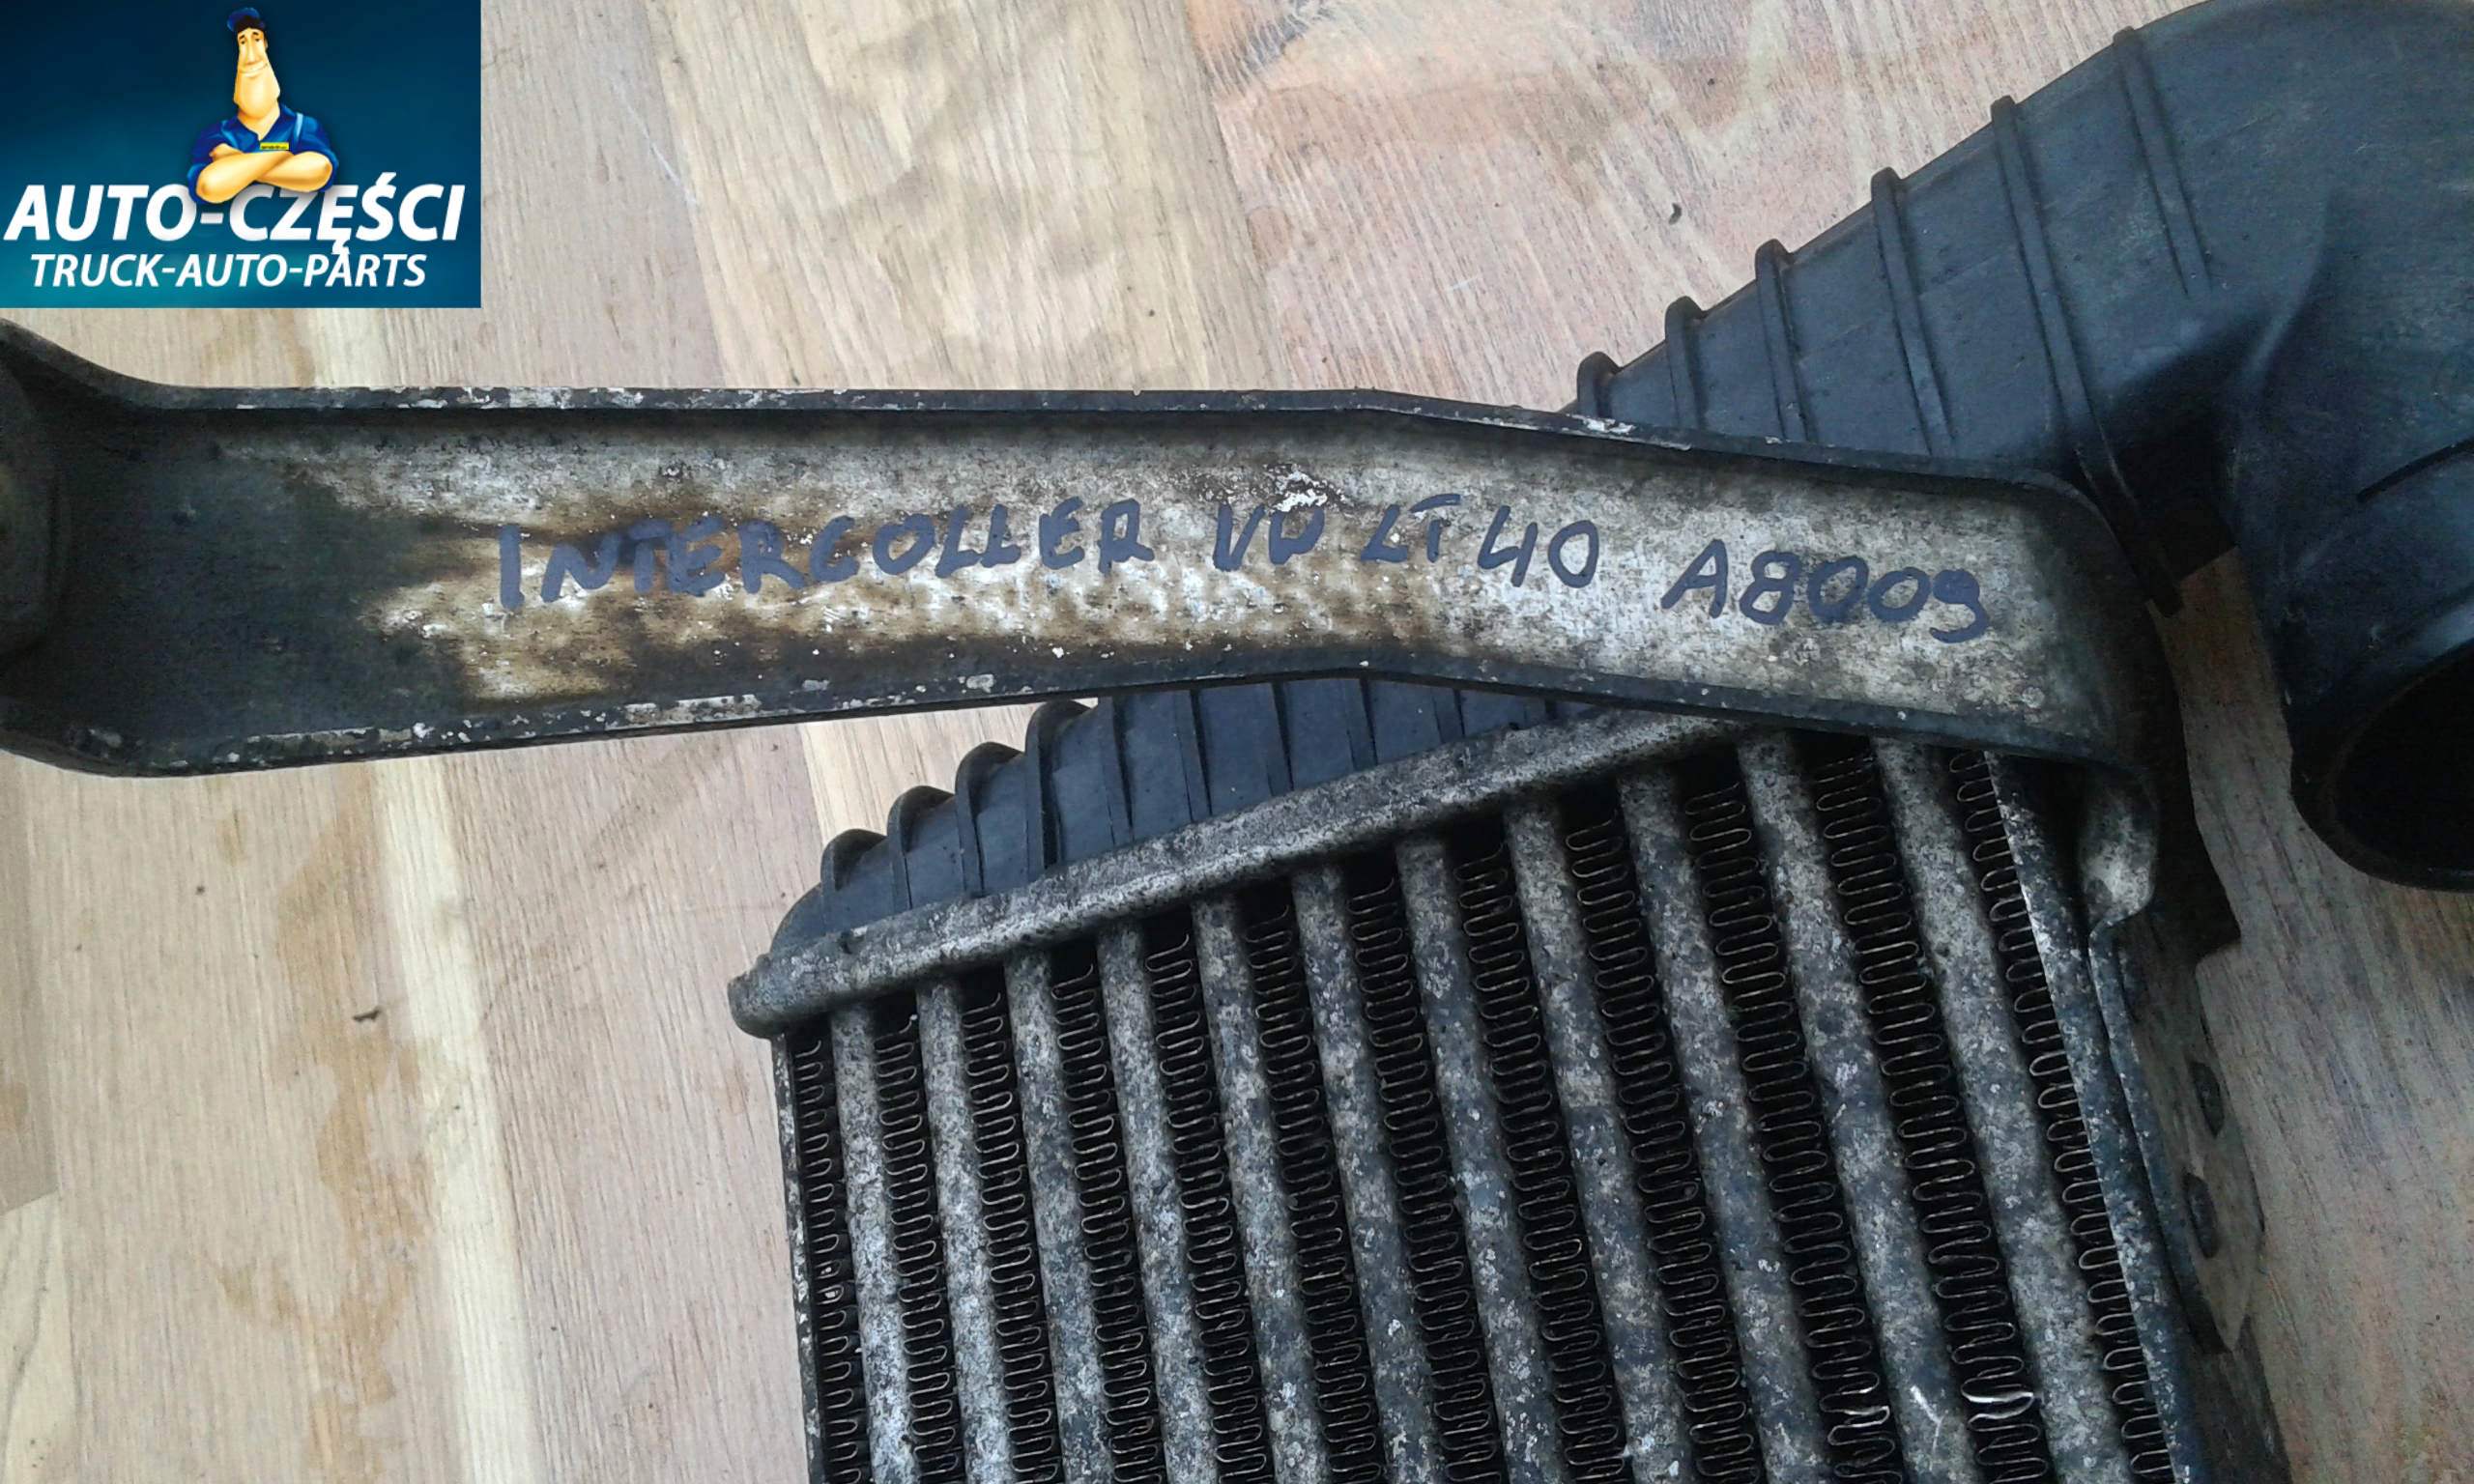 AUTO-CZĘŚCI
TRUCK-AUTO-PARTS
INTERCOLLER VW LT 40 A8009